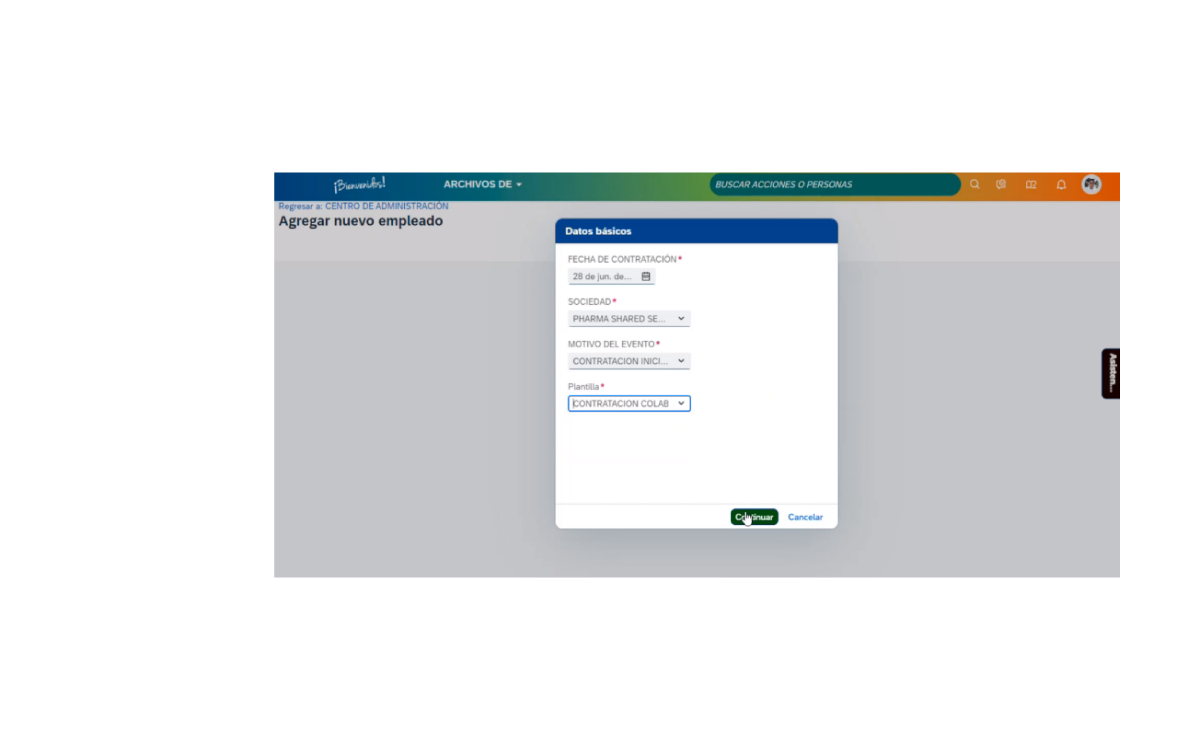 ¡Bienvenidos!
ARCHIVOS DE
BUSCAR ACCIONES O PERSONAS
Regresar a: CENTRO DE ADMINISTRACIÓN
Agregar nuevo empleado
Datos básicos
FECHA DE CONTRATACIÓN*
28 de jun. de...
SOCIEDAD*
PHARMA SHARED SE...
MOTIVO DEL EVENTO*
CONTRATACION INICI...
Plantilla*
CONTRATACION COLAB
Continuar
Cancelar
Asisten...